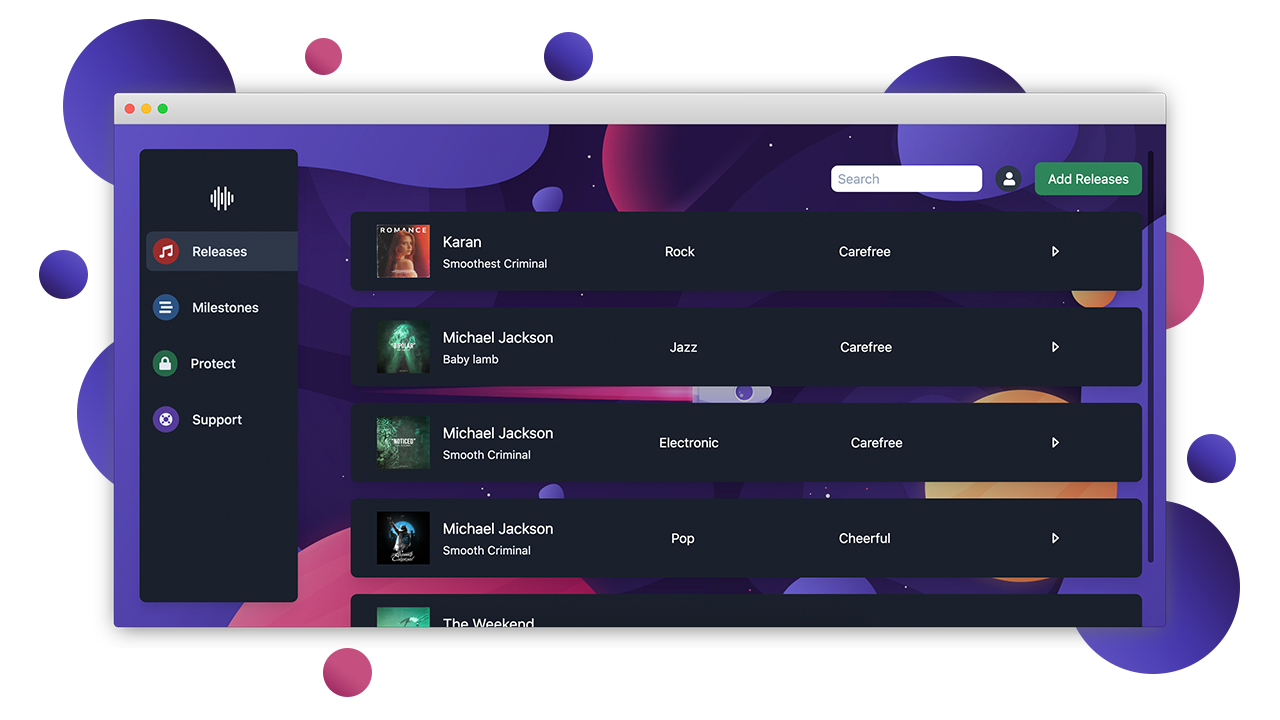 Search
Add Releases
Releases
Milestones
Protect
Support
ROMANCE
Karan
Smoothest Criminal
Rock
Carefree
Michael Jackson
Baby lamb
Jazz
Carefree
"NOTICED"
Michael Jackson
Smooth Criminal
Electronic
Carefree
Michael Jackson
Smooth Criminal
Pop
Cheerful
The Weekend